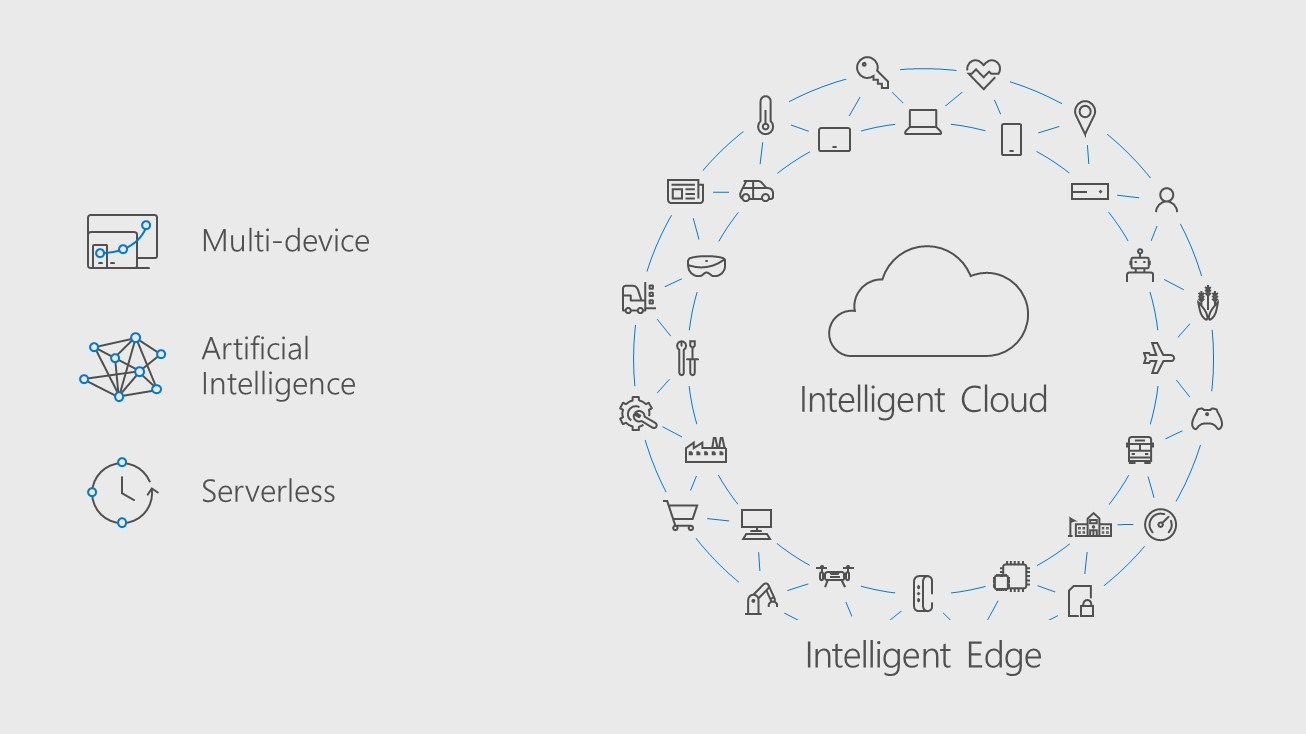 Multi-device
Artificial
Intelligence
Serverless
Intelligent Cloud
Intelligent Edge